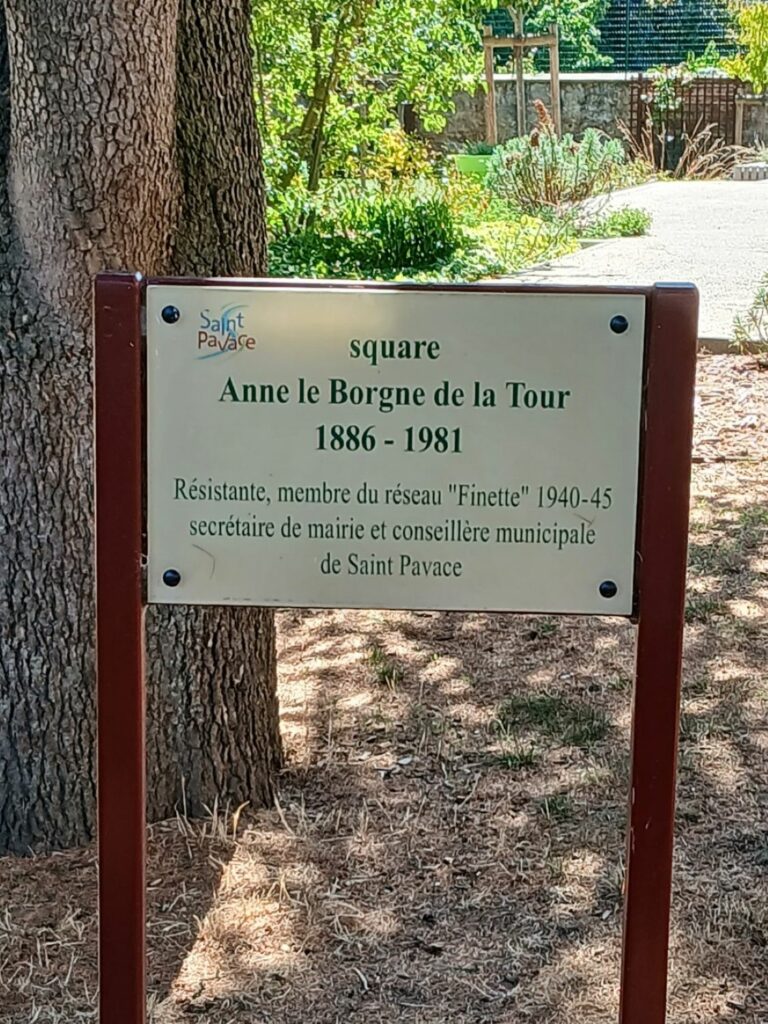 Saint
Pavace
square
Anne le Borgne de la Tour
1886 - 1981
Résistante, membre du réseau "Finette" 1940-45
secrétaire de mairie et conseillère municipale
de Saint Pavace